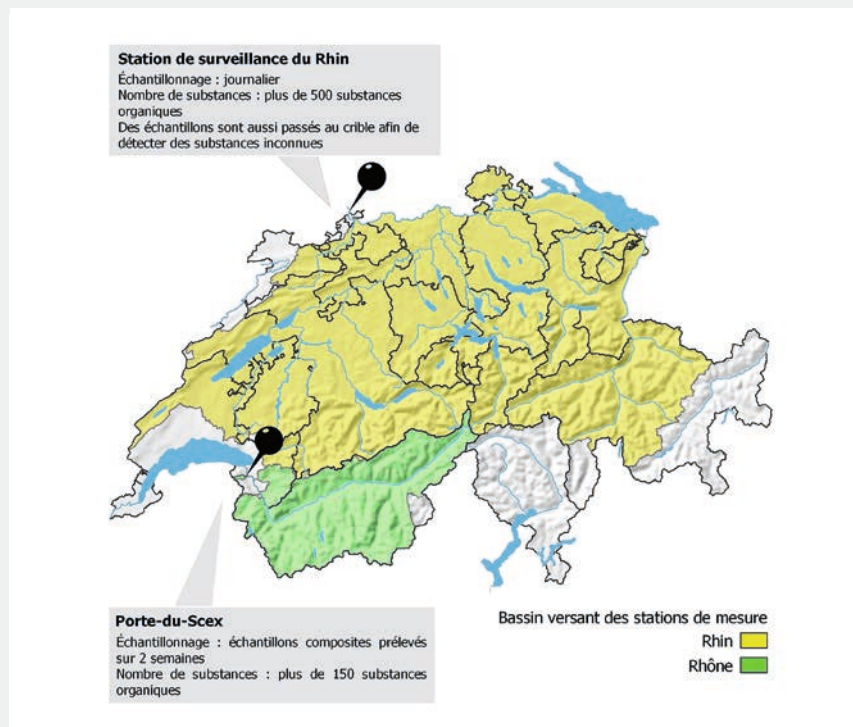 Station de surveillance du Rhin
Échantillonnage : journalier
Nombre de substances : plus de 500 substances
organiques
Des échantillons sont aussi passés au crible afin de
détecter des substances inconnues
Porte-du-Scex
Échantillonnage : échantillons composites prélevés
sur 2 semaines
Nombre de substances : plus de 150 substances
organiques
Bassin versant des stations de mesure
Rhin
Rhône